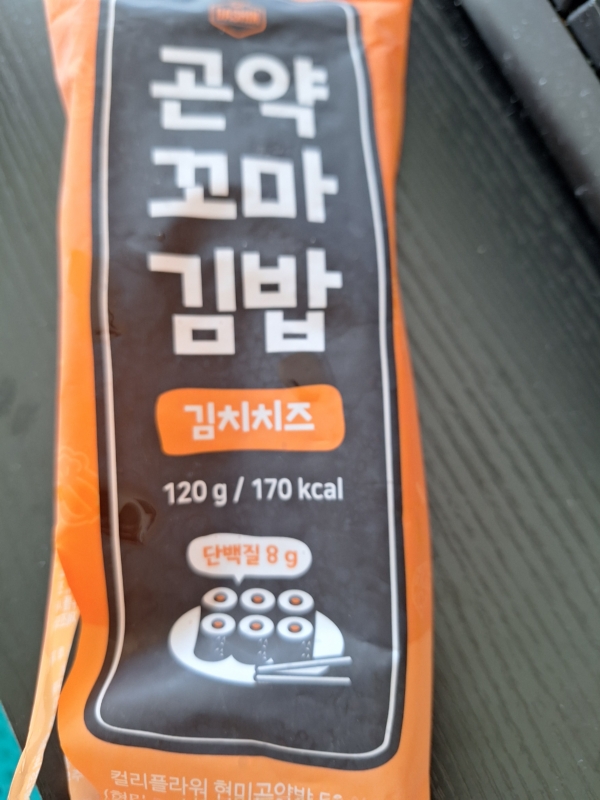 곤약
꼬마
김밥
김치치즈
120 g / 170 kcal
단백질 8 g
컬리플라워 현미곤약밥